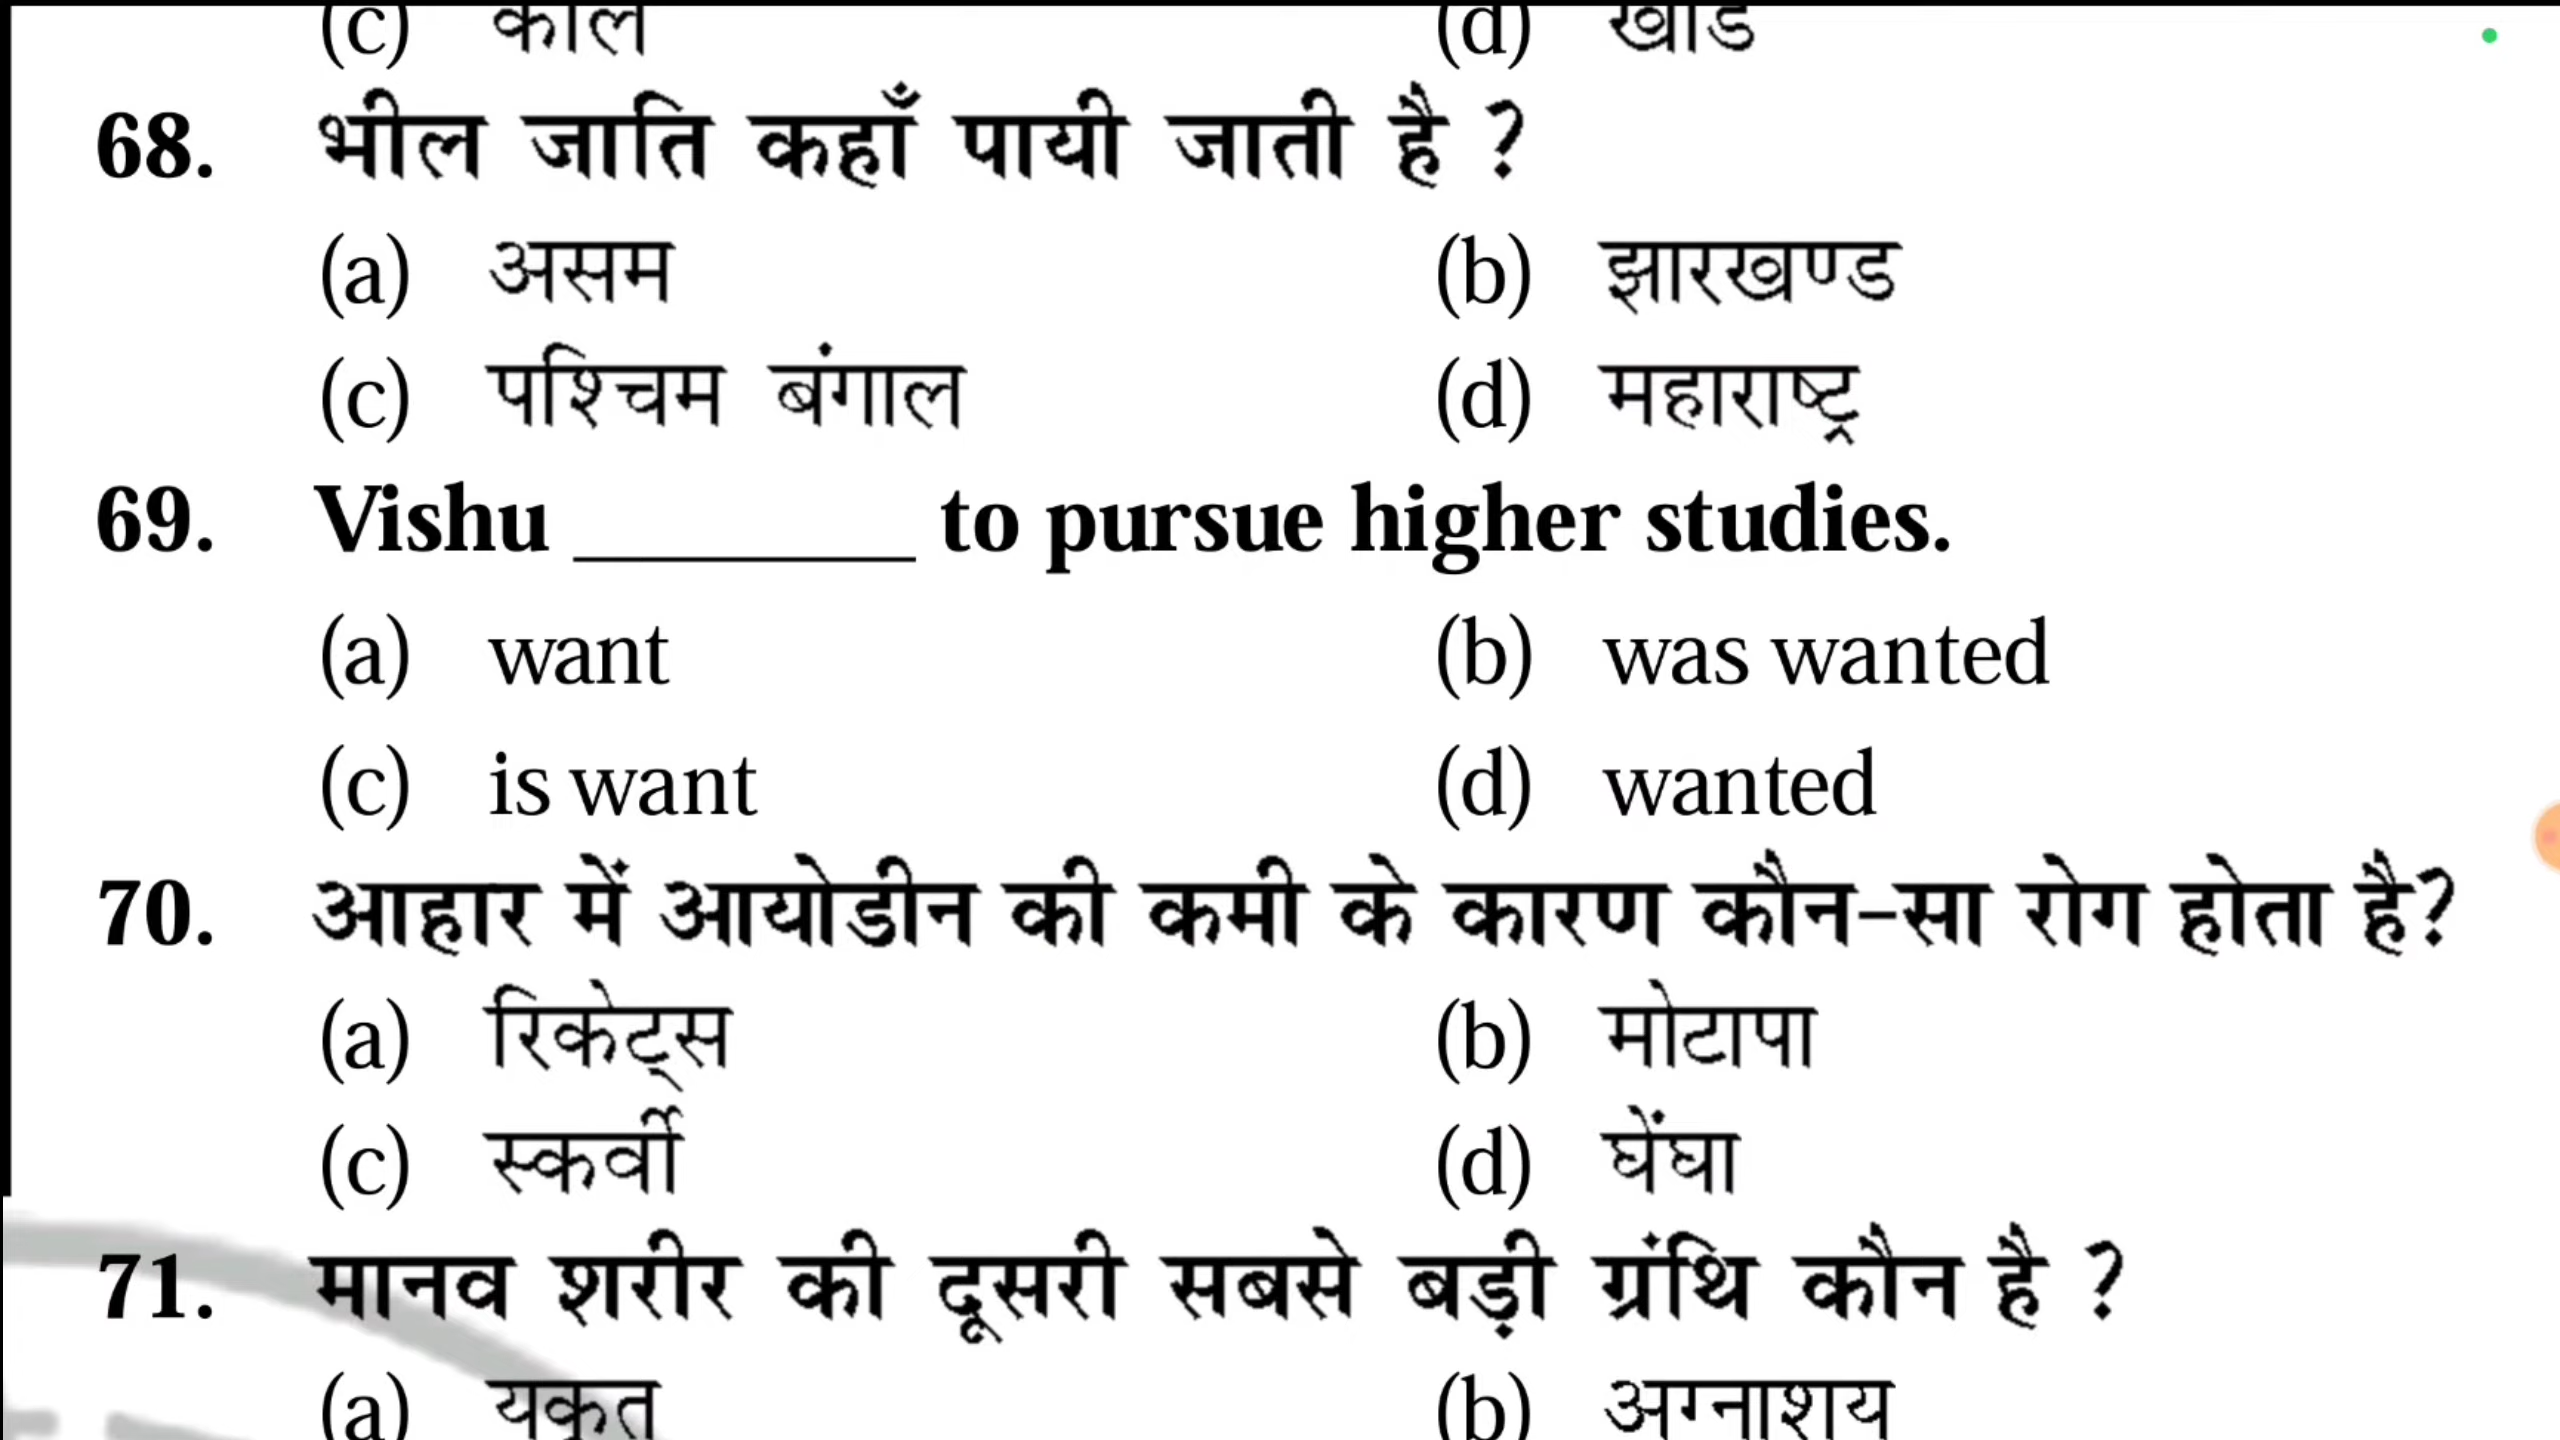 (c) कोल (d) खोंड
68. भील जाति कहाँ पायी जाती है ?
(a) असम (b) झारखण्ड
(c) पश्चिम बंगाल (d) महाराष्ट्र
69. Vishu ________ to pursue higher studies.
(a) want (b) was wanted
(c) is want (d) wanted
70. आहार में आयोडीन की कमी के कारण कौन-सा रोग होता है?
(a) रिकेट्स (b) मोटापा
(c) स्कर्वी (d) घेंघा
71. मानव शरीर की दूसरी सबसे बड़ी ग्रंथि कौन है ?
(a) यकृत (b) अग्नाशय